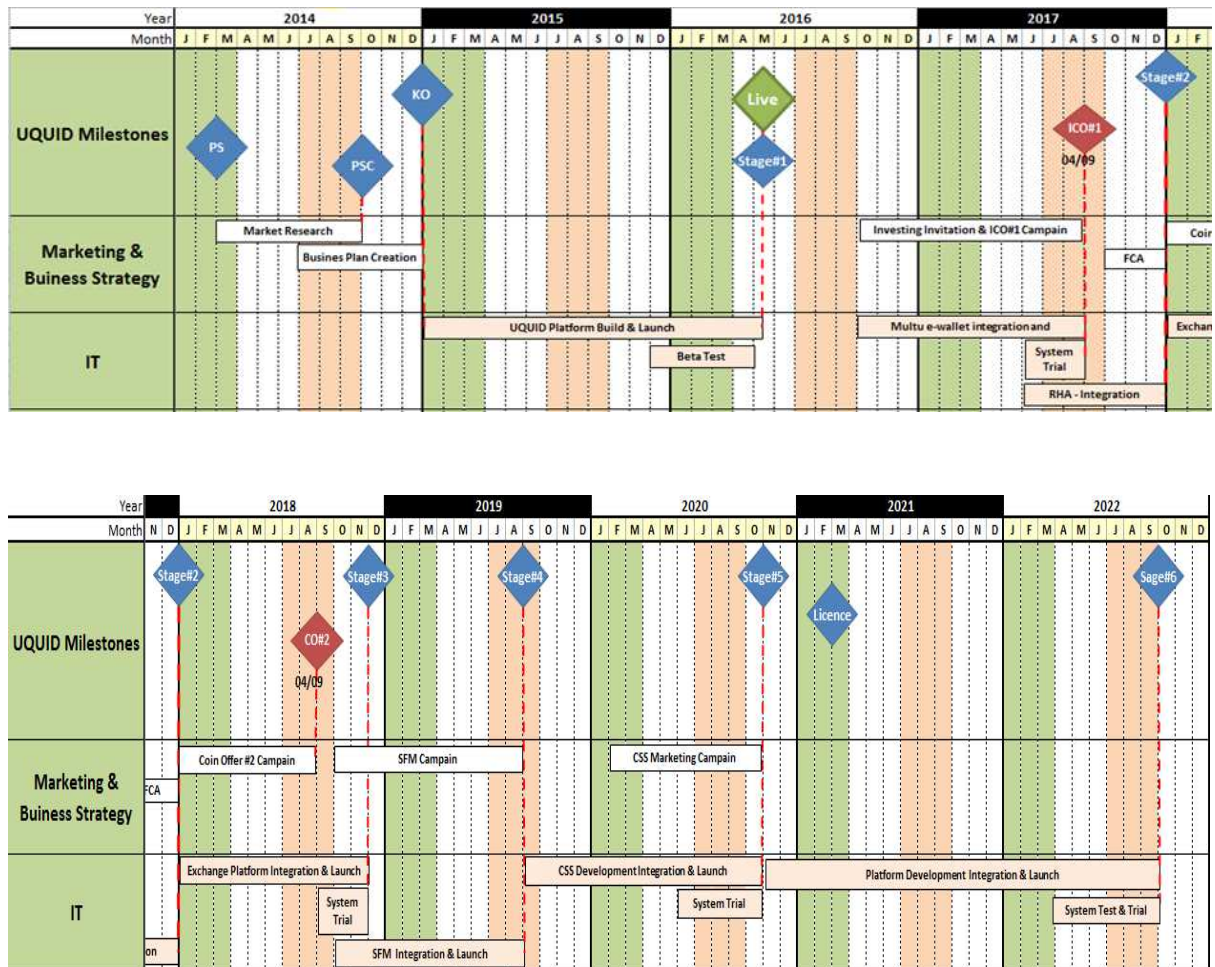 Year 2014 2015 2016 2017
Month J F M A M J J A S O N D J F M A M J J A S O N D J F M A M J J A S O N D J F M A M J J A S O N D J F
Stage#2
KO
Live
ICO#1
UQUID Milestones
PS
PSC
Stage#1
04/09
Market Research
Investing Invitation & ICO#1 Campain
Coin
Marketing &
Buiness Strategy
Busines Plan Creation
FCA
UQUID Platform Build & Launch
Multu e-wallet integration and
Exchan
IT
Beta Test
System
Trial
RHA - Integration
Year 2018 2019 2020 2021 2022
Month N D J F M A M J J A S O N D J F M A M J J A S O N D J F M A M J J A S O N D J F M A M J J A S O N D J F M A M J J A S O N D
Stage#2 Stage#3 Stage#4 Stage#5 Sage#6
Licence
UQUID Milestones
CO#2
04/09
Coin Offer #2 Campain
SFM Campain
CSS Marketing Campain
Marketing &
Buiness Strategy
FCA
Exchange Platform Integration & Launch
CSS Development Integration & Launch
Platform Development Integration & Launch
IT
System
Trial
System Trial
System Test & Trial
on
SFM Integration & Launch